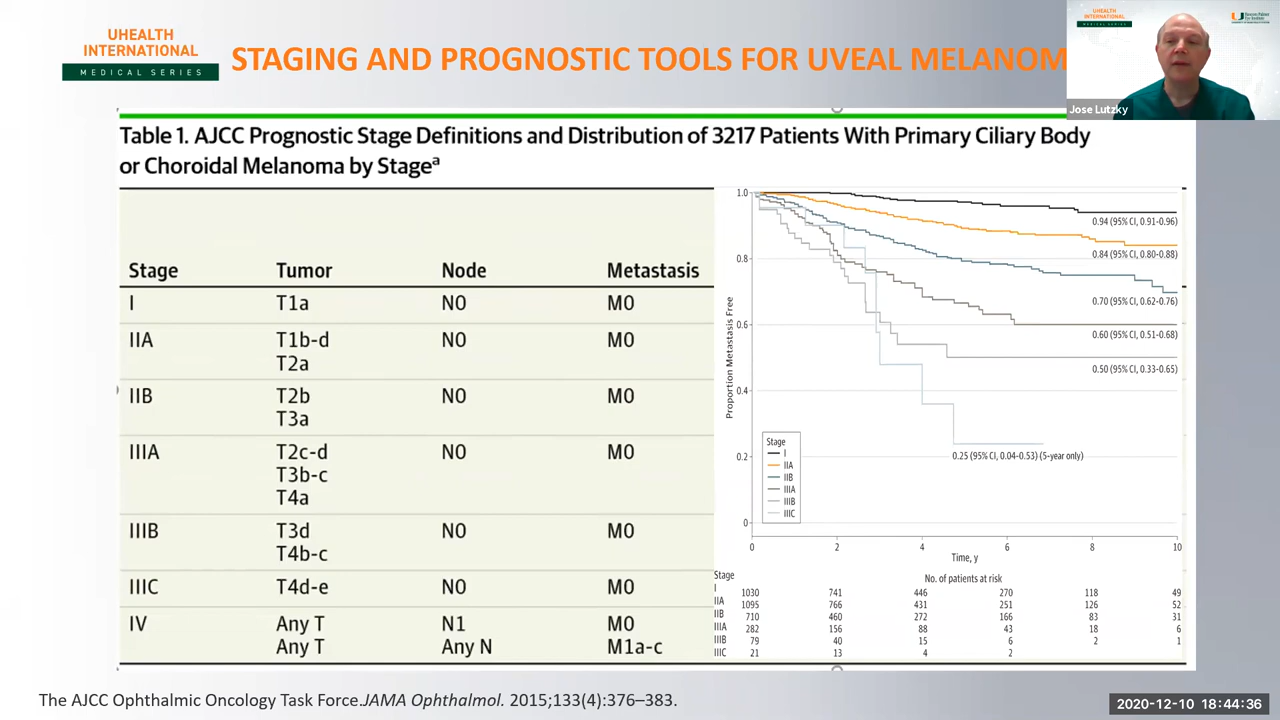 UHEALTH
INTERNATIONAL
MEDICAL SERIES
STAGING AND PROGNOSTIC TOOLS FOR UVEAL MELANOM
UHEALTH
INTERNATIONAL
MEDICAL SERIES
Jose Lutzky
Table 1. AJCC Prognostic Stage Definitions and Distribution of 3217 Patients With Primary Ciliary Body
or Choroidal Melanoma by Stageᵃ
Stage Tumor Node Metastasis
I T1a N0 M0
IIA T1b-d N0 M0
T2a
IIB T2b N0 M0
T3a
IIIA T2c-d N0 M0
T3b-c
T4a
IIIB T3d N0 M0
T4b-c
IIIC T4d-e N0 M0
IV Any T N1 M0
Any T Any N M1a-c
Proportion Metastasis Free
1.0
0.8
0.6
0.4
0.2
0
0.94 (95% CI, 0.91-0.96)
0.84 (95% CI, 0.80-0.88)
0.70 (95% CI, 0.62-0.76)
0.60 (95% CI, 0.51-0.68)
0.50 (95% CI, 0.33-0.65)
0.25 (95% CI, 0.04-0.53) (5-year only)
Stage
I
IIA
IIB
IIIA
IIIB
IIIC
0 2 4 6 8 10
Time, y
Stage No. of patients at risk
I 1030 741 446 270 118 49
IIA 1095 766 431 251 126 52
IIB 710 460 272 166 83 31
IIIA 282 156 88 43 18 6
IIIB 79 40 15 6 2 1
IIIC 21 13 4 2
The AJCC Ophthalmic Oncology Task Force.JAMA Ophthalmol. 2015;133(4):376–383.
2020-12-10 18:44:36